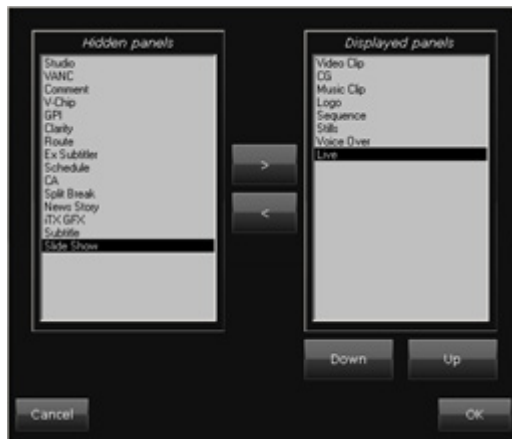 Hidden panels
Studio
VANC
Comment
V-Chip
GPI
Clarity
Route
Ex Subtitler
Schedule
CA
Split Break
News Story
iTX GFX
Subtitle
Slide Show
>
<
Displayed panels
Video Clip
CG
Music Clip
Logo
Sequence
Stills
Voice Over
Live
Down
Up
Cancel
OK